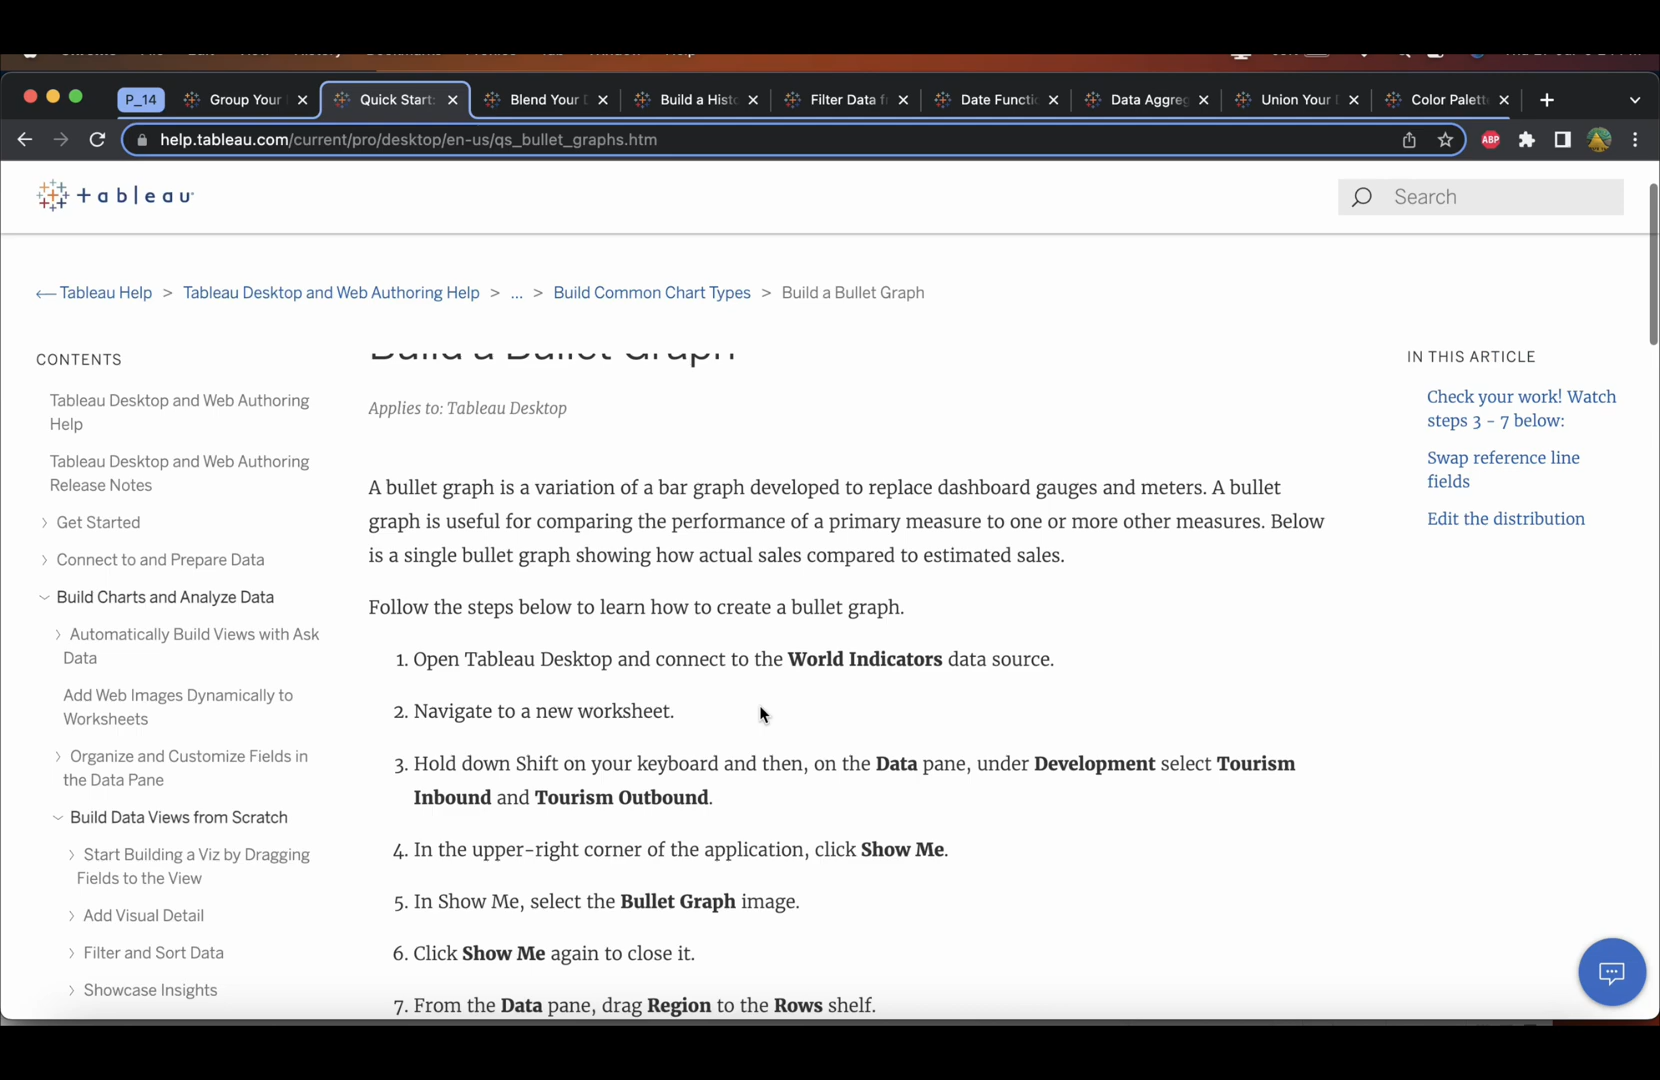 P_14
Group Your
Quick Start:
Blend Your D
Build a Histo
Filter Data f
Date Functio
Data Aggreg
Union Your D
Color Palett
help.tableau.com/current/pro/desktop/en-us/qs_bullet_graphs.htm
ABP
+ableau
Search
Tableau Help > Tableau Desktop and Web Authoring Help > ... > Build Common Chart Types > Build a Bullet Graph
CONTENTS
Tableau Desktop and Web Authoring
Help
Tableau Desktop and Web Authoring
Release Notes
Get Started
Connect to and Prepare Data
Build Charts and Analyze Data
Automatically Build Views with Ask
Data
Add Web Images Dynamically to
Worksheets
Organize and Customize Fields in
the Data Pane
Build Data Views from Scratch
Start Building a Viz by Dragging
Fields to the View
Add Visual Detail
Filter and Sort Data
Showcase Insights
Build a Bullet Graph
Applies to: Tableau Desktop
A bullet graph is a variation of a bar graph developed to replace dashboard gauges and meters. A bullet
graph is useful for comparing the performance of a primary measure to one or more other measures. Below
is a single bullet graph showing how actual sales compared to estimated sales.
Follow the steps below to learn how to create a bullet graph.
1. Open Tableau Desktop and connect to the World Indicators data source.
2. Navigate to a new worksheet.
3. Hold down Shift on your keyboard and then, on the Data pane, under Development select Tourism
Inbound and Tourism Outbound.
4. In the upper-right corner of the application, click Show Me.
5. In Show Me, select the Bullet Graph image.
6. Click Show Me again to close it.
7. From the Data pane, drag Region to the Rows shelf.
IN THIS ARTICLE
Check your work! Watch
steps 3 - 7 below:
Swap reference line
fields
Edit the distribution